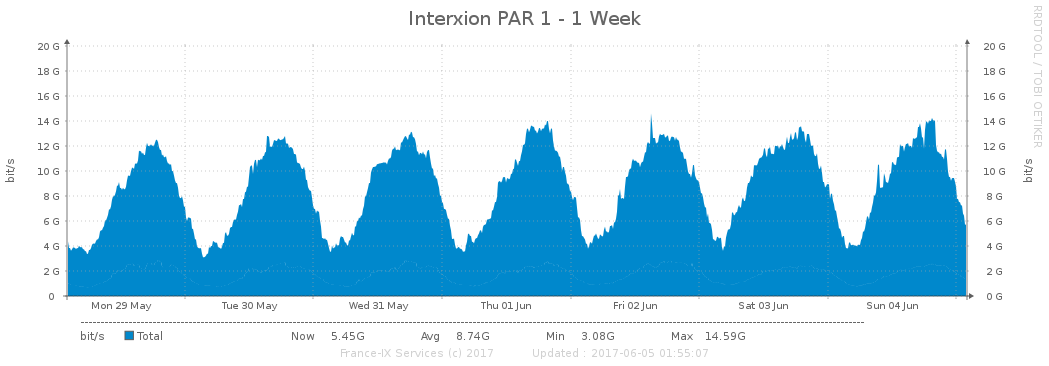 Interxion PAR 1 - 1 Week
RRDTOOL / TOBI OETIKER
bit/s
bit/s
20 G 20 G
18 G 18 G
16 G 16 G
14 G 14 G
12 G 12 G
10 G 10 G
8 G 8 G
6 G 6 G
4 G 4 G
2 G 2 G
0 0 G
Mon 29 May Tue 30 May Wed 31 May Thu 01 Jun Fri 02 Jun Sat 03 Jun Sun 04 Jun
bit/s Total Now 5.45G Avg 8.74G Min 3.08G Max 14.59G
France-IX Services (c) 2017 Updated : 2017-06-05 01:55:07